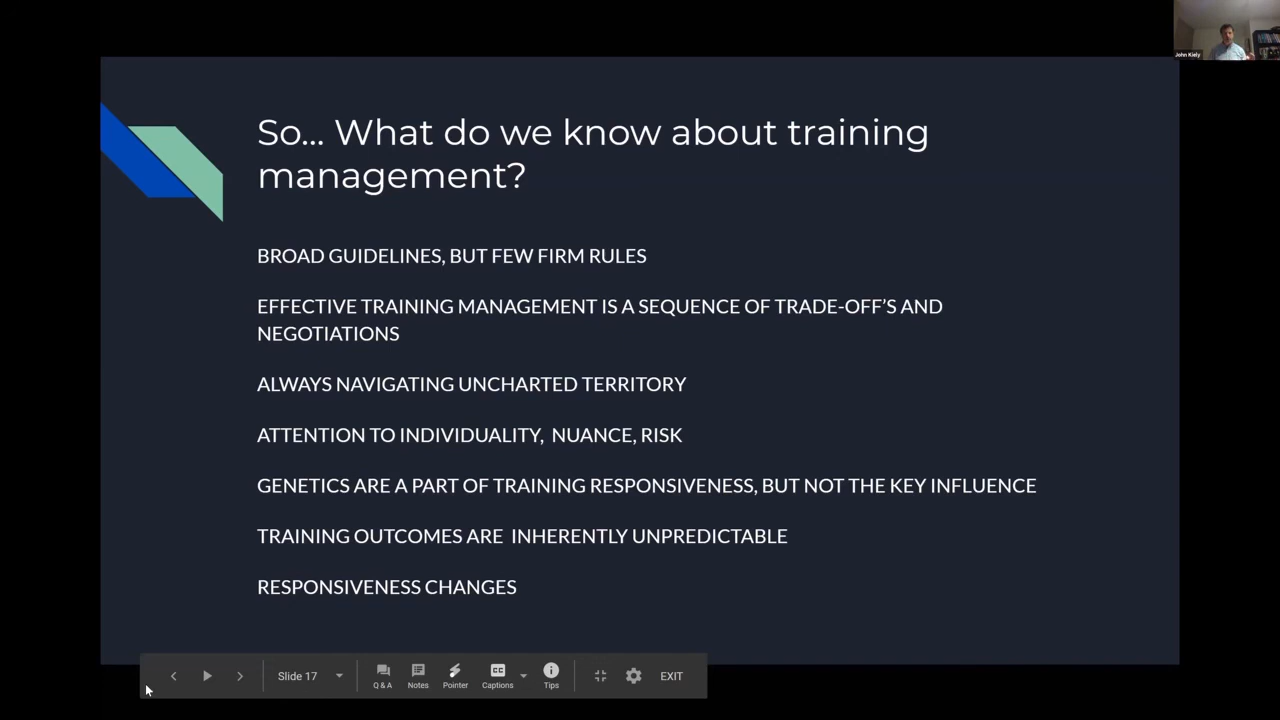 John Kiely
So... What do we know about training
management?
BROAD GUIDELINES, BUT FEW FIRM RULES
EFFECTIVE TRAINING MANAGEMENT IS A SEQUENCE OF TRADE-OFF'S AND
NEGOTIATIONS
ALWAYS NAVIGATING UNCHARTED TERRITORY
ATTENTION TO INDIVIDUALITY,  NUANCE, RISK
GENETICS ARE A PART OF TRAINING RESPONSIVENESS, BUT NOT THE KEY INFLUENCE
TRAINING OUTCOMES ARE  INHERENTLY UNPREDICTABLE
RESPONSIVENESS CHANGES
Slide 17
Q & A
Notes
Pointer
CC
Captions
Tips
EXIT